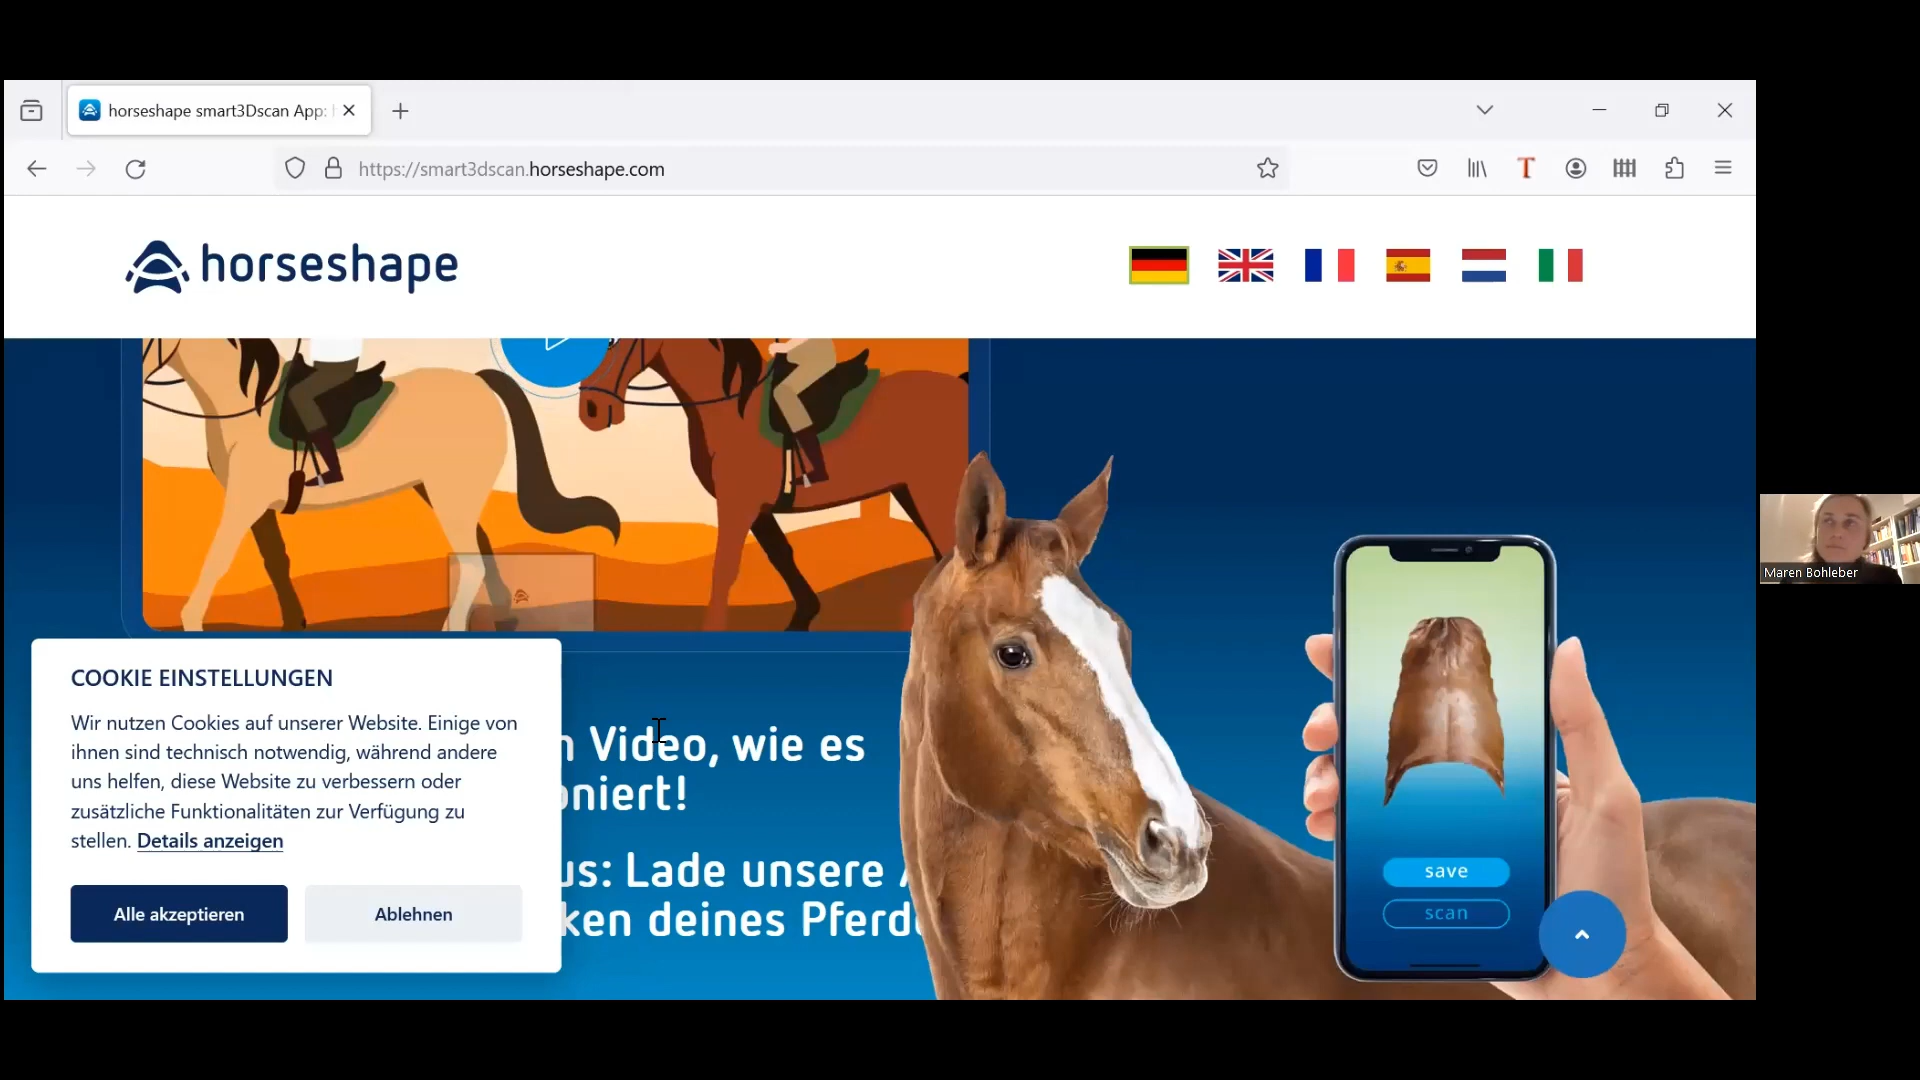 horseshape smart3Dscan App:
https://smart3dscan.horseshape.com
horseshape
COOKIE EINSTELLUNGEN
Wir nutzen Cookies auf unserer Website. Einige von
ihnen sind technisch notwendig, während andere
uns helfen, diese Website zu verbessern oder
zusätzliche Funktionalitäten zur Verfügung zu
stellen. Details anzeigen
Alle akzeptieren
Ablehnen
Video, wie es
oniert!
us: Lade unsere
ken deines Pferd
save
scan
Maren Bohleber